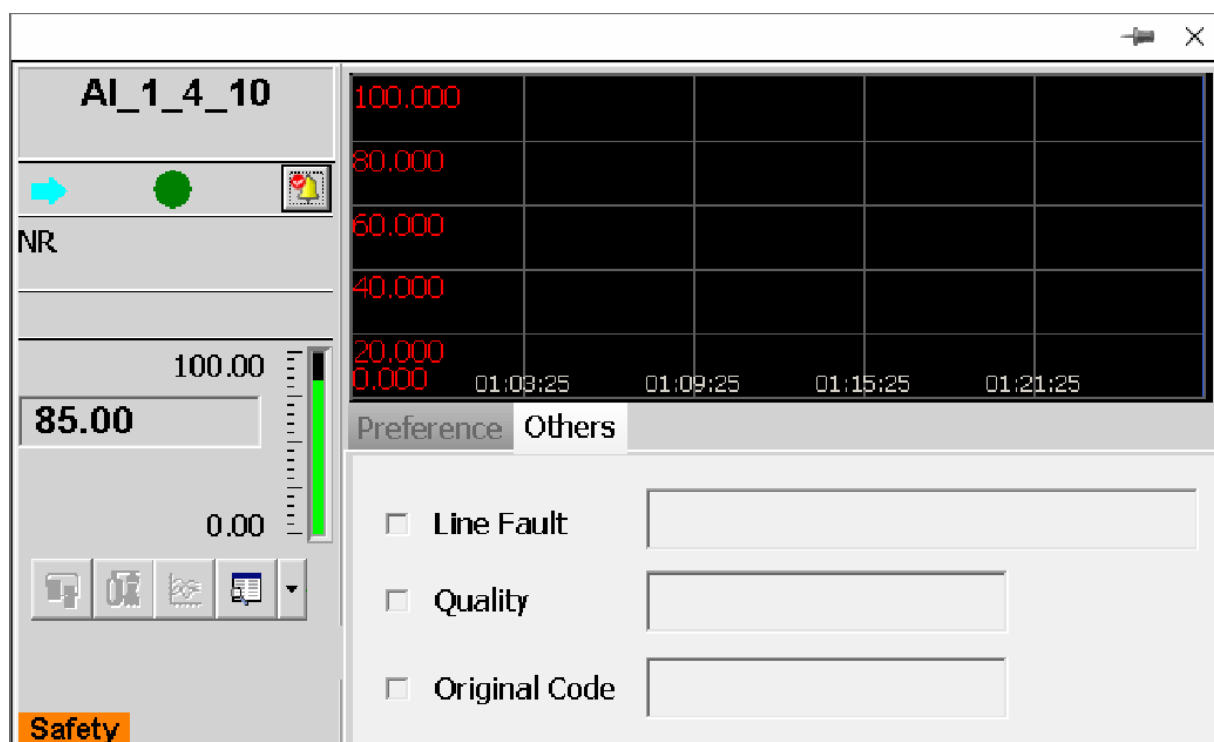 AI_1_4_10
NR
100.00
85.00
0.00
Safety
100.000
80.000
60.000
40.000
20.000
0.000
01:03:25 01:09:25 01:15:25 01:21:25
Preference Others
Line Fault
Quality
Original Code